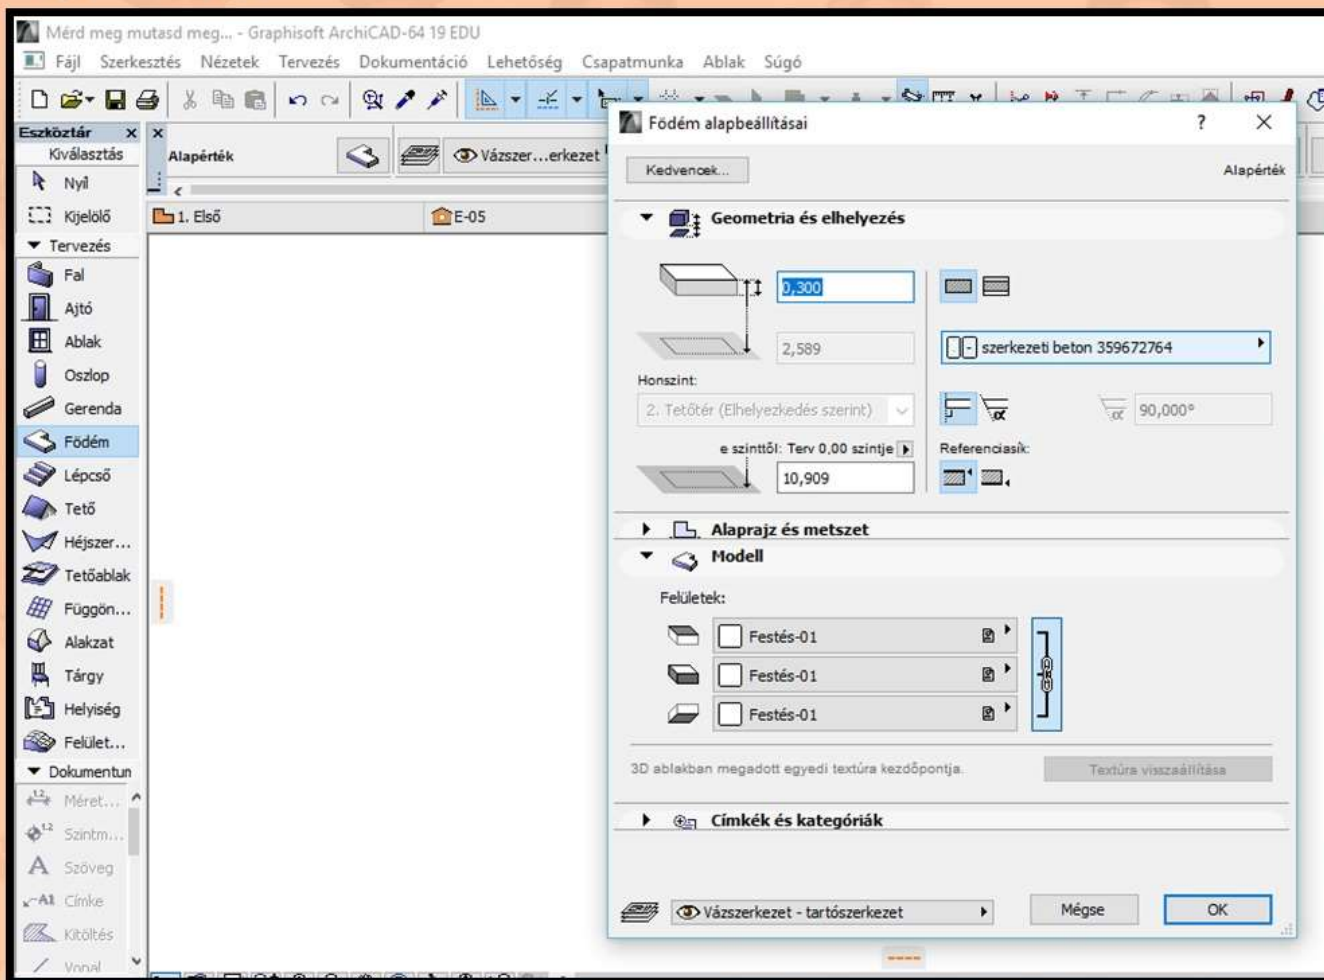 Mérd meg mutasd meg... - Graphisoft ArchiCAD-64 19 EDU
Fájl Szerkesztés Nézetek Tervezés Dokumentáció Lehetőség Csapatmunka Ablak Súgó
Eszköztár
Kiválasztás
Nyíl
Kijelölő
Tervezés
Fal
Ajtó
Ablak
Oszlop
Gerenda
Födém
Lépcső
Tető
Héjszer...
Tetőablak
Függön...
Alakzat
Tárgy
Helyiség
Felület...
Dokumentun
Méret...
Szintm...
Szöveg
Címke
Kitöltés
Vonal
Alapérték
Vázszer...erkezet
1. Első
E-05
Födém alapbeállításai
Kedvencek...
Alapérték
Geometria és elhelyezés
0,300
2,589
szerkezeti beton 359672764
Honszint:
2. Tetőtér (Elhelyezkedés szerint)
90,000°
e szinttől: Terv 0,00 szintje
Referenciasík:
10,909
Alaprajz és metszet
Modell
Felületek:
Festés-01
Festés-01
Festés-01
3D ablakban megadott egyedi textúra kezdőpontja.
Textúra visszaállítása
Címkék és kategóriák
Vázszerkezet - tartószerkezet
Mégse
OK